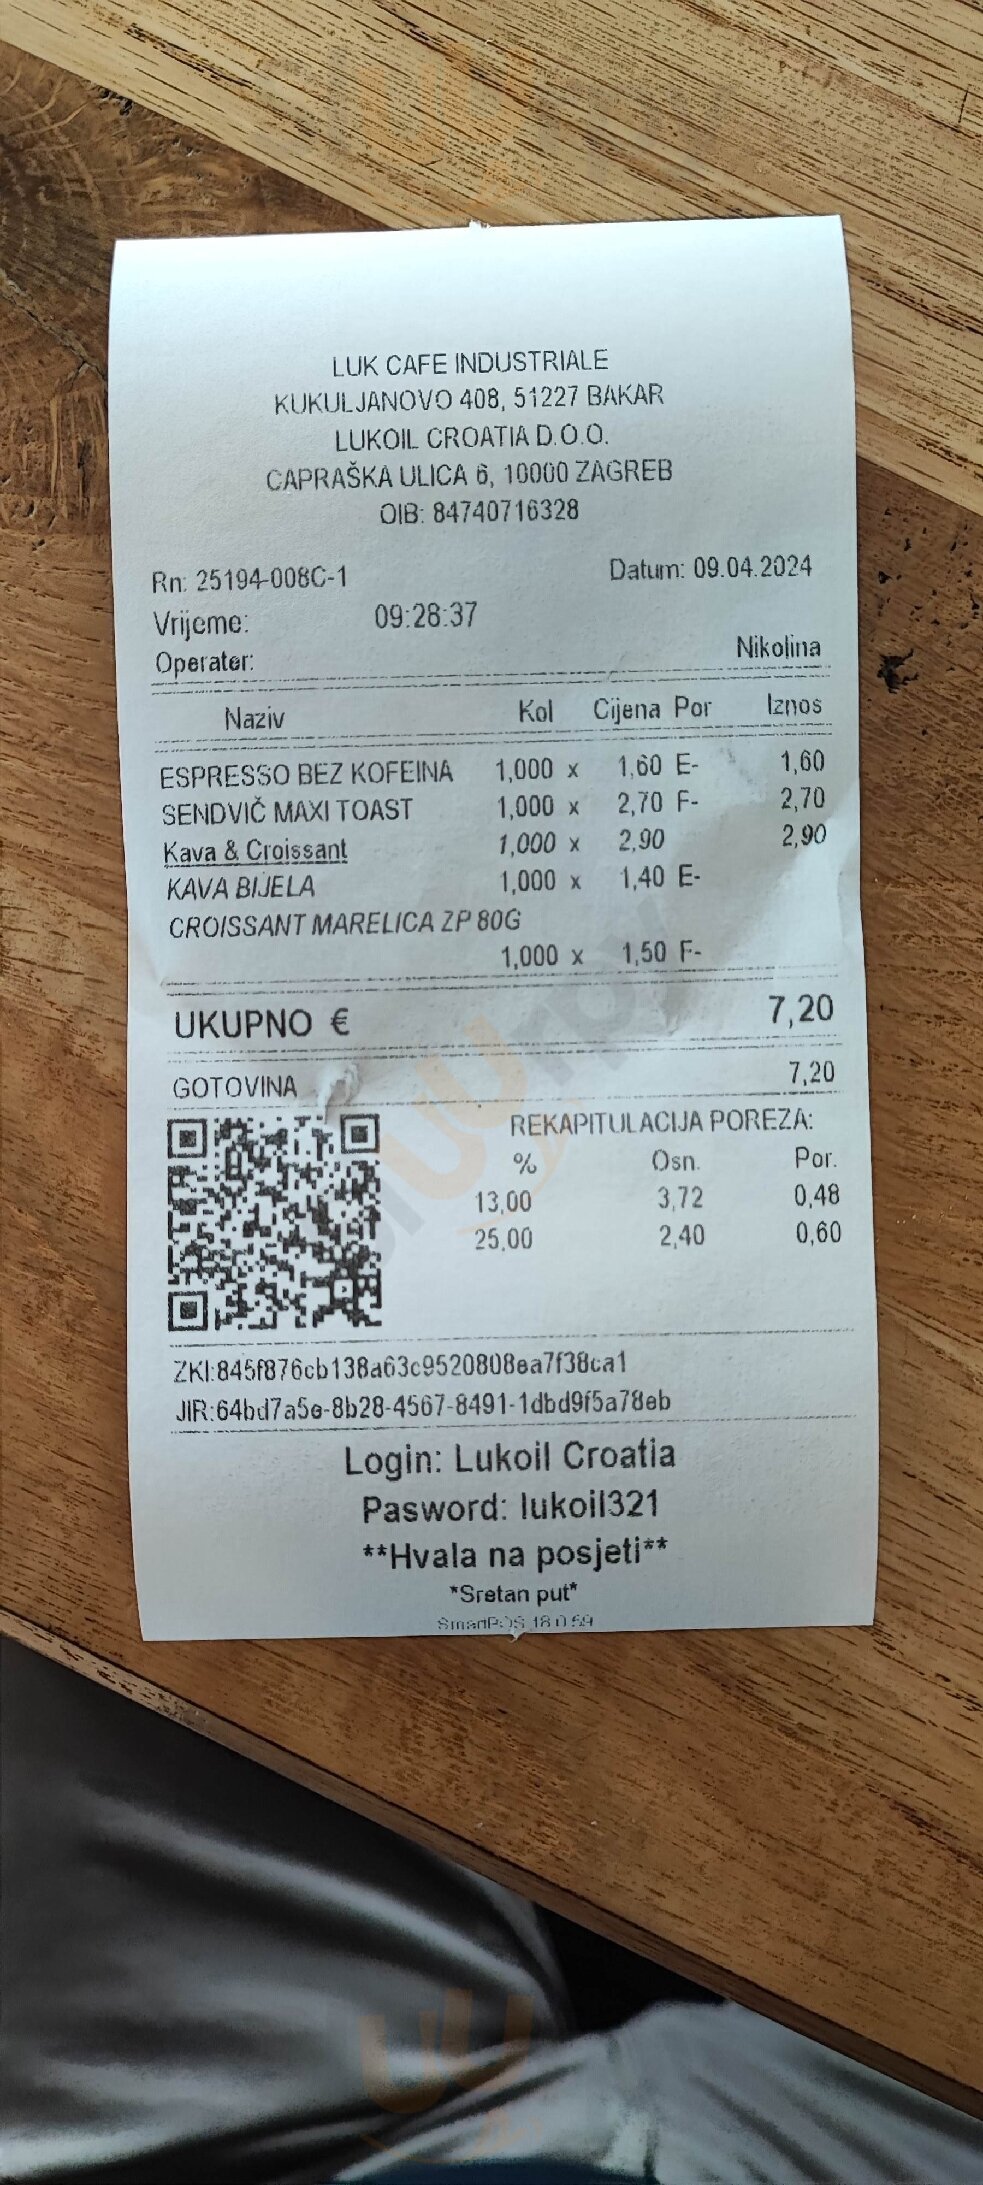 LUK CAFE INDUSTRIALE
KUKULJANOVO 408, 51227 BAKAR
LUKOIL CROATIA D.O.O.
CAPRAŠKA ULICA 6, 10000 ZAGREB
OIB: 84740716328
Rn: 25194-008C-1 Datum: 09.04.2024
Vrijeme: 09:28:37
Operater: Nikolina
Naziv Kol Cijena Por Iznos
ESPRESSO BEZ KOFEINA 1,000 x 1,60 E- 1,60
SENDVIČ MAXI TOAST 1,000 x 2,70 F- 2,70
Kava & Croissant 1,000 x 2,90 2,90
KAVA BIJELA 1,000 x 1,40 E-
CROISSANT MARELICA ZP 80G
1,000 x 1,50 F-
UKUPNO € 7,20
GOTOVINA 7,20
REKAPITULACIJA POREZA:
% Osn. Por.
13,00 3,72 0,48
25,00 2,40 0,60
ZKI:845f876cb138a63c9520808ea7f38ca1
JIR:64bd7a5e-8b28-4567-8491-1dbd9f5a78eb
Login: Lukoil Croatia
Pasword: lukoil321
**Hvala na posjeti**
*Sretan put*
SmartPOS 18.0.59